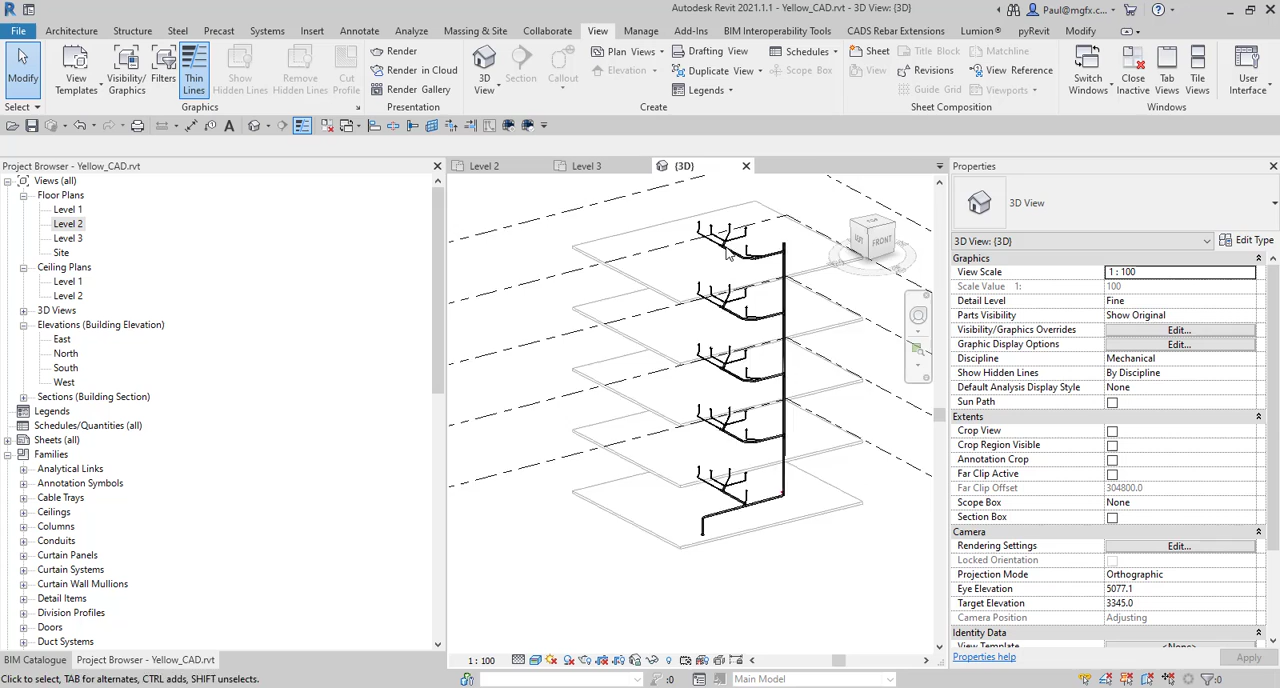 Autodesk Revit 2021.1.1 - Yellow_CAD.rvt - 3D View: {3D}
Paul@mgfx.c...
File Architecture Structure Steel Precast Systems Insert Annotate Analyze Massing & Site Collaborate View Manage Add-Ins BIM Interoperability Tools CADS Rebar Extensions Lumion® pyRevit Modify
Modify
View Templates
Visibility/ Graphics
Filters
Thin Lines
Show Hidden Lines
Remove Hidden Lines
Cut Profile
Render
Render in Cloud
Render Gallery
3D View
Section
Callout
Plan Views
Elevation
Drafting View
Duplicate View
Legends
Schedules
Scope Box
Sheet
View
Title Block
Revisions
Guide Grid
Matchline
View Reference
Viewports
Switch Windows
Close Inactive
Tab Views
Tile Views
User Interface
Select Graphics Presentation Create Sheet Composition Windows
Project Browser - Yellow_CAD.rvt
Views (all)
Floor Plans
Level 1
Level 2
Level 3
Site
Ceiling Plans
Level 1
Level 2
3D Views
Elevations (Building Elevation)
East
North
South
West
Sections (Building Section)
Legends
Schedules/Quantities (all)
Sheets (all)
Families
Analytical Links
Annotation Symbols
Cable Trays
Ceilings
Columns
Conduits
Curtain Panels
Curtain Systems
Curtain Wall Mullions
Detail Items
Division Profiles
Doors
Duct Systems
BIM Catalogue Project Browser - Yellow_CAD.rvt
Level 2 Level 3 {3D}
FRONT
1 : 100
Properties
3D View
3D View: {3D} Edit Type
Graphics
View Scale 1 : 100
Scale Value 1: 100
Detail Level Fine
Parts Visibility Show Original
Visibility/Graphics Overrides Edit...
Graphic Display Options Edit...
Discipline Mechanical
Show Hidden Lines By Discipline
Default Analysis Display Style None
Sun Path
Extents
Crop View
Crop Region Visible
Annotation Crop
Far Clip Active
Far Clip Offset 304800.0
Scope Box None
Section Box
Camera
Rendering Settings Edit...
Locked Orientation
Projection Mode Orthographic
Eye Elevation 5077.1
Target Elevation 3345.0
Camera Position Adjusting
Identity Data
View Template <None>
Properties help Apply
Click to select, TAB for alternates, CTRL adds, SHIFT unselects.
:0
Main Model
:0